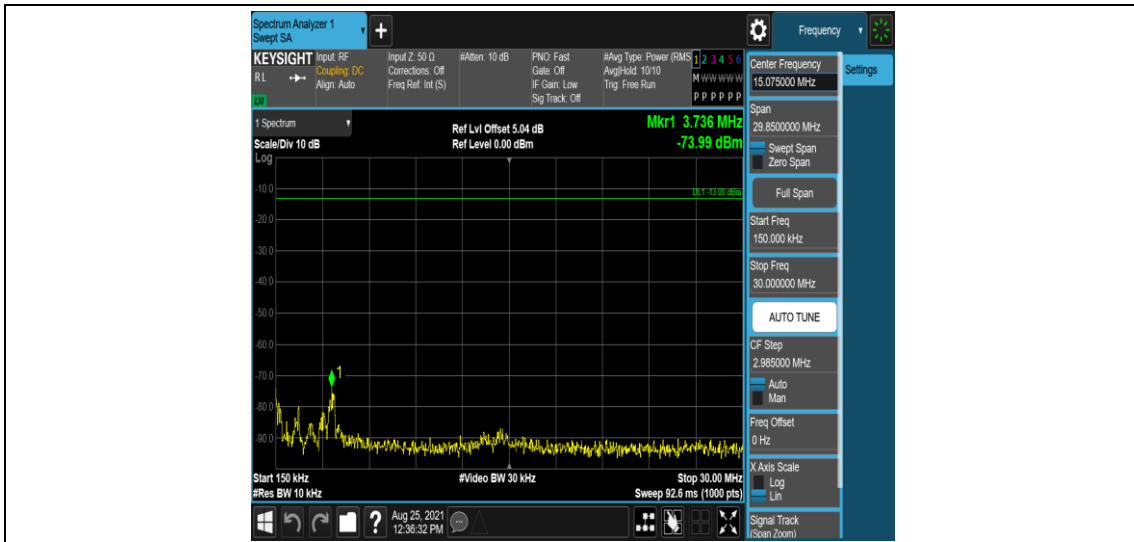 Spectrum Analyzer 1
Swept SA
+
Frequency
KEYSIGHT
RL
LXI
Input: RF
Coupling: DC
Align: Auto
Input Z: 50 Ω
Corrections: Off
Freq Ref: Int (S)
#Atten: 10 dB
PNO: Fast
Gate: Off
IF Gain: Low
Sig Track: Off
#Avg Type: Power (RMS
Avg|Hold: 10/10
Trig: Free Run
1 2 3 4 5 6
M W W W W W
P P P P P P
1 Spectrum
Scale/Div 10 dB
Log
Ref Lvl Offset 5.04 dB
Ref Level 0.00 dBm
Mkr1 3.736 MHz
-73.99 dBm
DL1 -13.00 dBm
-10.0
-20.0
-30.0
-40.0
-50.0
-60.0
-70.0
-80.0
-90.0
1
Start 150 kHz
#Res BW 10 kHz
#Video BW 30 kHz
Stop 30.00 MHz
Sweep 92.6 ms (1000 pts)
?
Aug 25, 2021
12:36:32 PM
Center Frequency
15.075000 MHz
Settings
Span
29.8500000 MHz
Swept Span
Zero Span
Full Span
Start Freq
150.000 kHz
Stop Freq
30.000000 MHz
AUTO TUNE
CF Step
2.985000 MHz
Auto
Man
Freq Offset
0 Hz
X Axis Scale
Log
Lin
Signal Track
(Span Zoom)